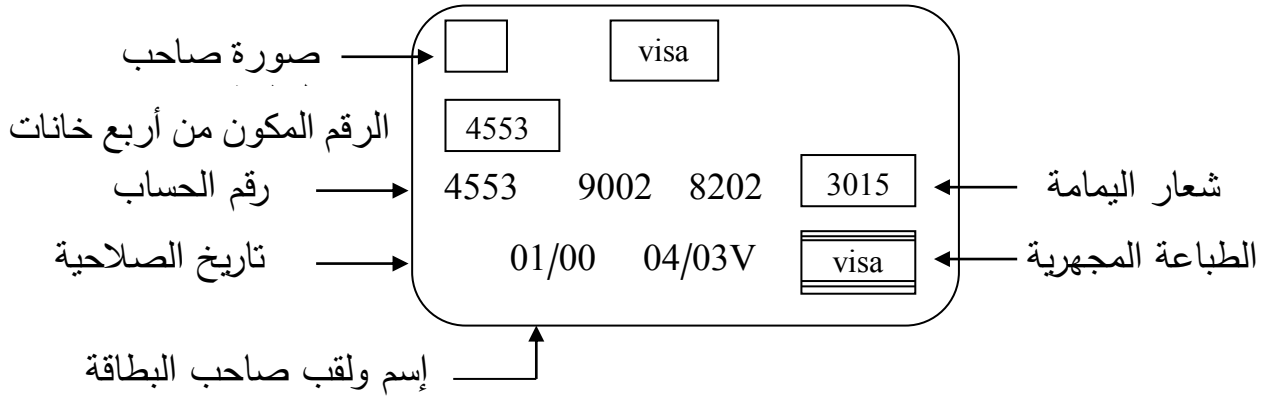 صورة صاحب
visa
الرقم المكون من أربع خانات
4553
رقم الحساب
4553 9002 8202 3015
شعار اليمامة
تاريخ الصلاحية
01/00 04/03V
visa
الطباعة المجهرية
إسم ولقب صاحب البطاقة